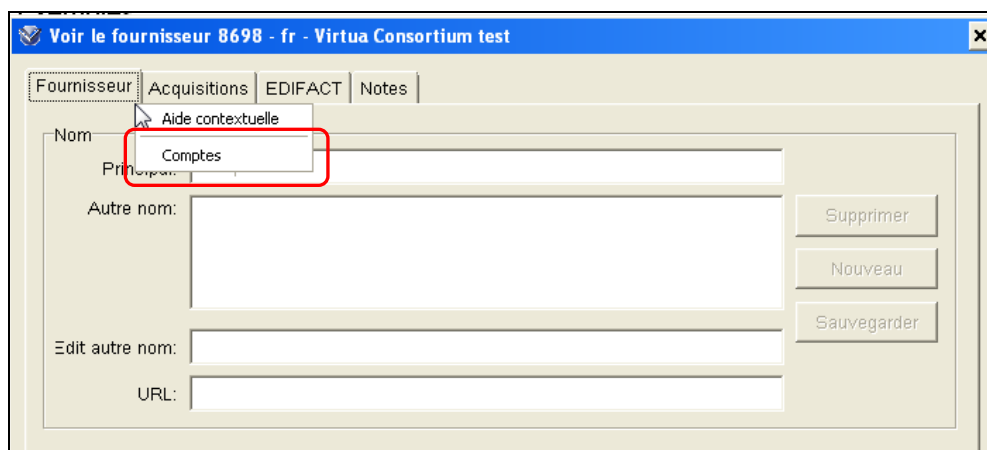 Voir le fournisseur 8698 - fr - Virtua Consortium test
Fournisseur Acquisitions EDIFACT Notes
Aide contextuelle
Nom
Comptes
Autre nom:
Supprimer
Nouveau
Sauvegarder
Edit autre nom:
URL: